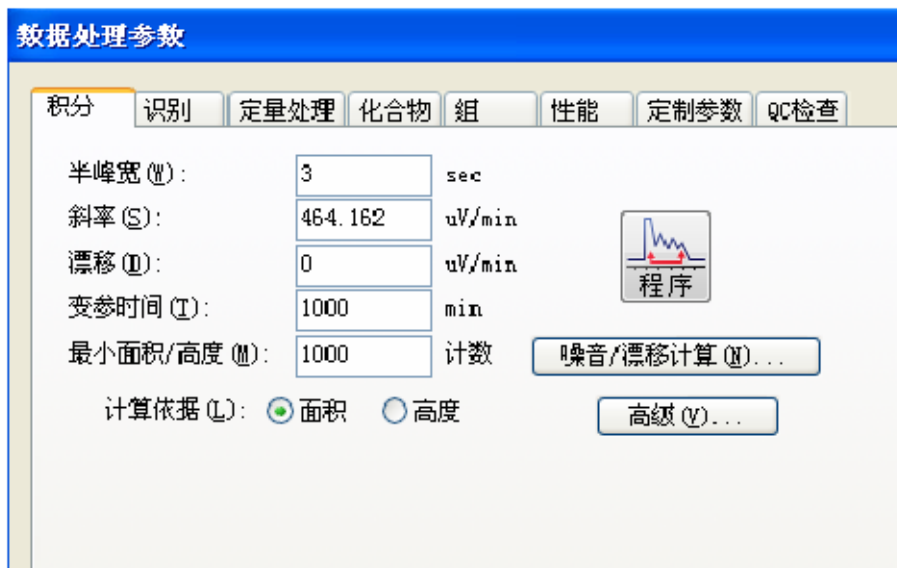 数据处理参数
积分 识别 定量处理 化合物 组 性能 定制参数 QC检查
半峰宽(W): 3 sec
斜率(S): 464.162 uV/min
漂移(D): 0 uV/min
变参时间(T): 1000 min
程序
最小面积/高度(M): 1000 计数 噪音/漂移计算(N)...
计算依据(L): 面积 高度 高级(V)...